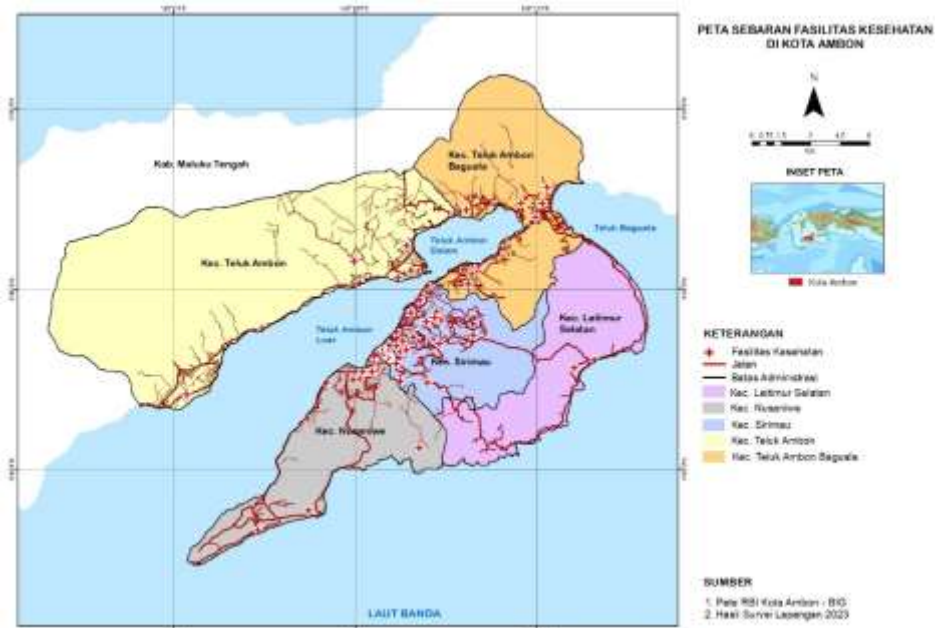 PETA SEBARAN FASILITAS KESEHATAN
DI KOTA AMBON
N
KM
INSET PETA
Kota Ambon
KETERANGAN
Fasilitas Kesehatan
Jalan
Batas Administrasi
Kec. Leitimur Selatan
Kec. Nusaniwe
Kec. Sirimau
Kec. Teluk Ambon
Kec. Teluk Ambon Baguala
SUMBER
1. Peta RBI Kota Ambon - BIG
2. Hasil Survei Lapangan 2023
Kab. Maluku Tengah
Kec. Teluk Ambon
Baguala
Teluk Ambon
Dalam
Teluk Baguala
Kec. Teluk Ambon
Kec. Leitimur
Selatan
Teluk Ambon
Luar
Kec. Sirimau
Kec. Nusaniwe
LAUT BANDA